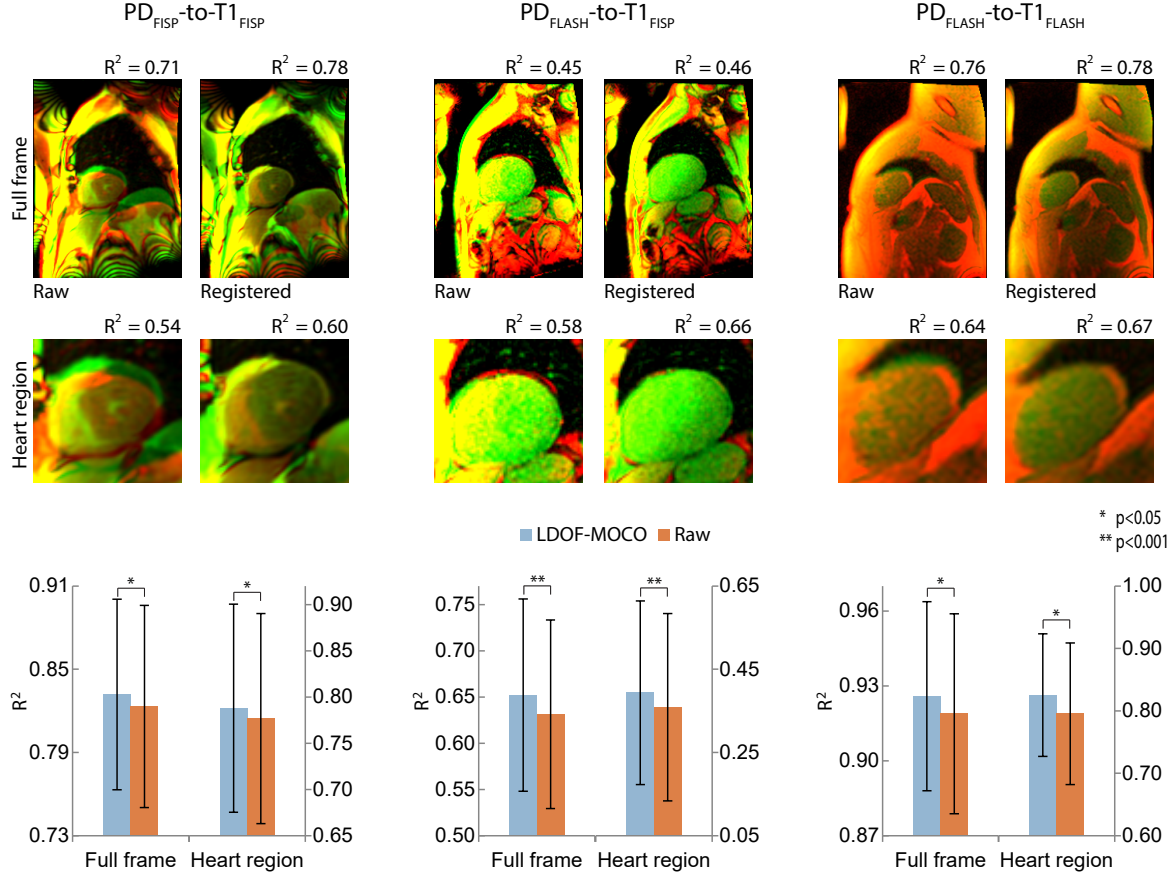 PD_FISP-to-T1_FISP PD_FLASH-to-T1_FISP PD_FLASH-to-T1_FLASH
R² = 0.71 R² = 0.78 R² = 0.45 R² = 0.46 R² = 0.76 R² = 0.78
Full frame
Raw Registered Raw Registered Raw Registered
R² = 0.54 R² = 0.60 R² = 0.58 R² = 0.66 R² = 0.64 R² = 0.67
Heart region
* p<0.05
** p<0.001
LDOF-MOCO Raw
R²
0.91
0.85
0.79
0.73
* *
0.90
0.85
0.80
0.75
0.70
0.65
Full frame Heart region
R²
0.75
0.70
0.65
0.60
0.55
0.50
** **
0.65
0.45
0.25
0.05
Full frame Heart region
R²
0.96
0.93
0.90
0.87
* *
1.00
0.90
0.80
0.70
0.60
Full frame Heart region